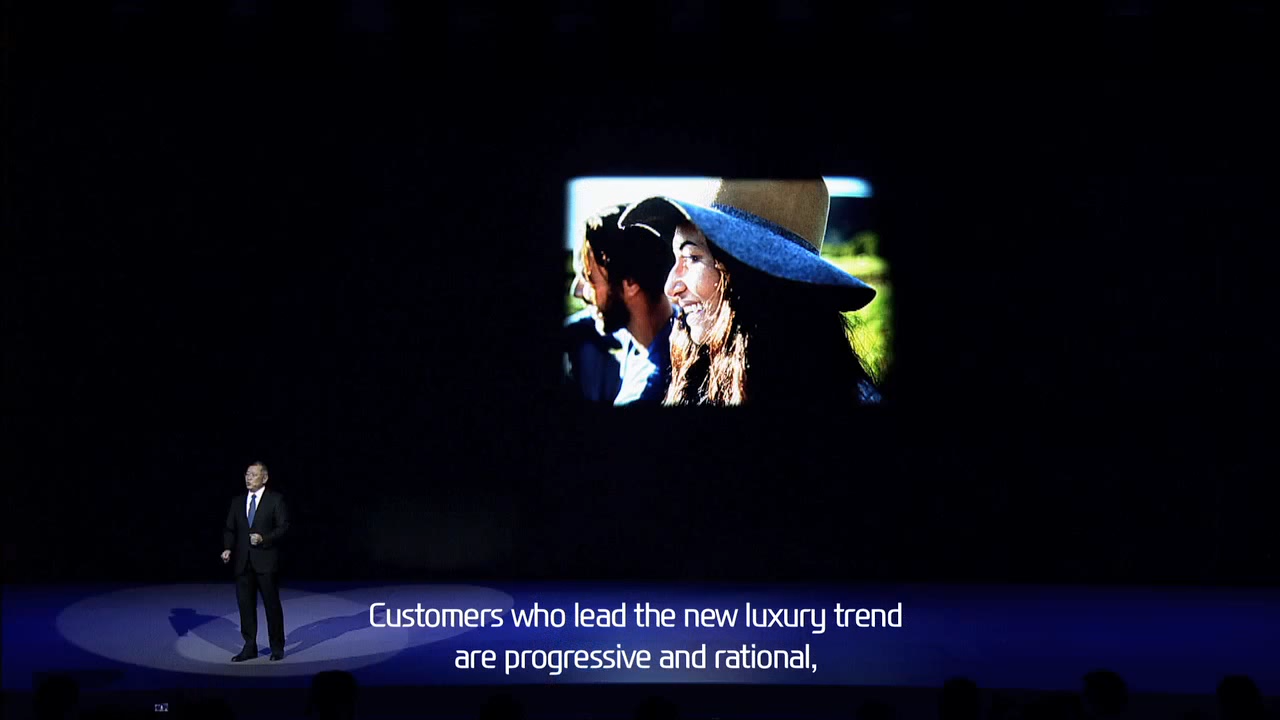 Customers who lead the new luxury trend
are progressive and rational,